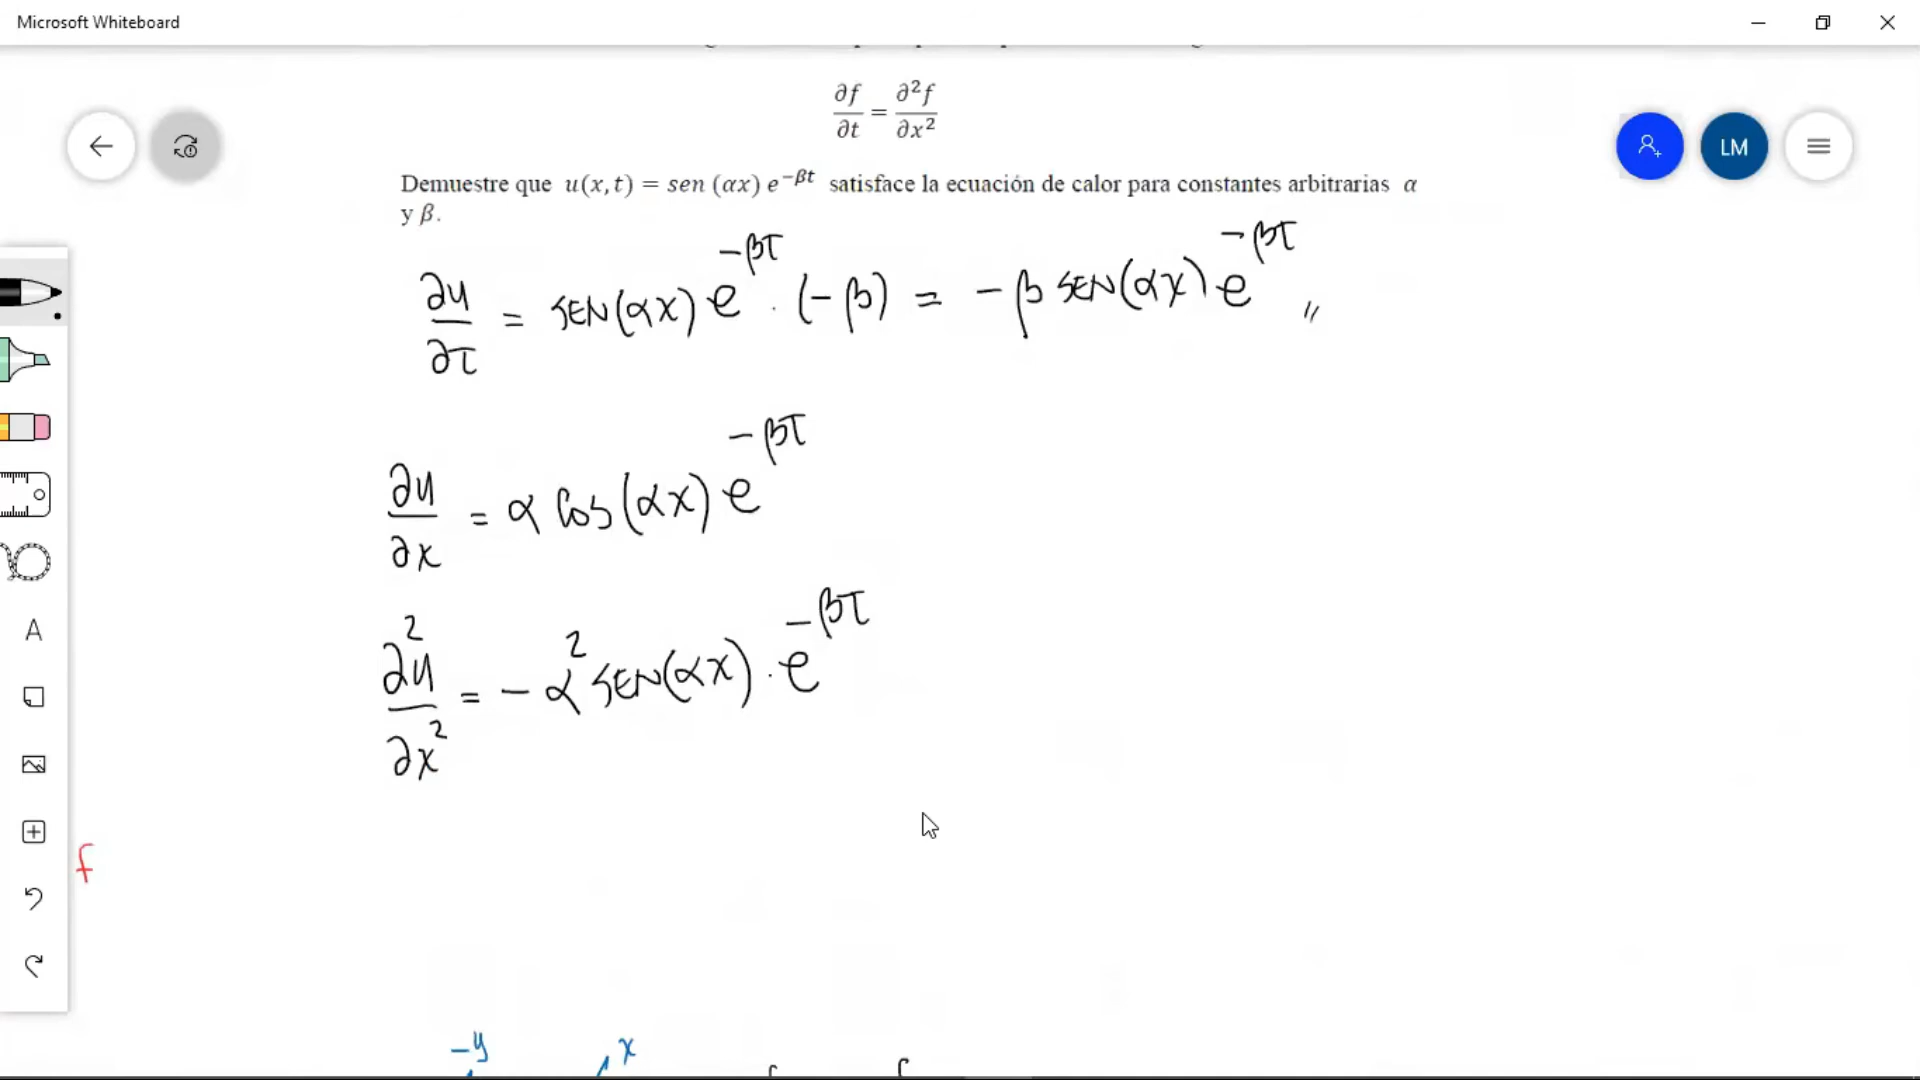 Microsoft Whiteboard
∂f/∂t = ∂²f/∂x²
LM
Demuestre que u(x,t) = sen (αx) e^{-βt} satisface la ecuación de calor para constantes arbitrarias α
y β.
∂u/∂t = SEN(αx) e^{-βt} · (-β) = -β SEN(αx) e^{-βt} //
∂u/∂x = α Cos(αx) e^{-βt}
∂²u/∂x² = -α² SEN(αx) · e^{-βt}
A
f
-y x